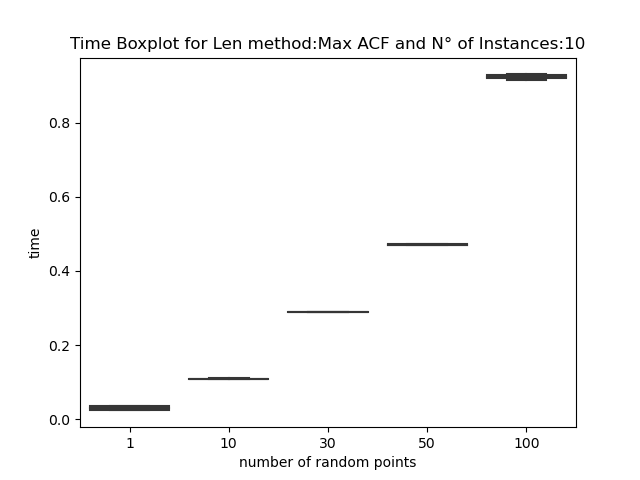 Time Boxplot for Len method:Max ACF and N° of Instances:10
0.8
0.6
0.4
0.2
0.0
time
1 10 30 50 100
number of random points